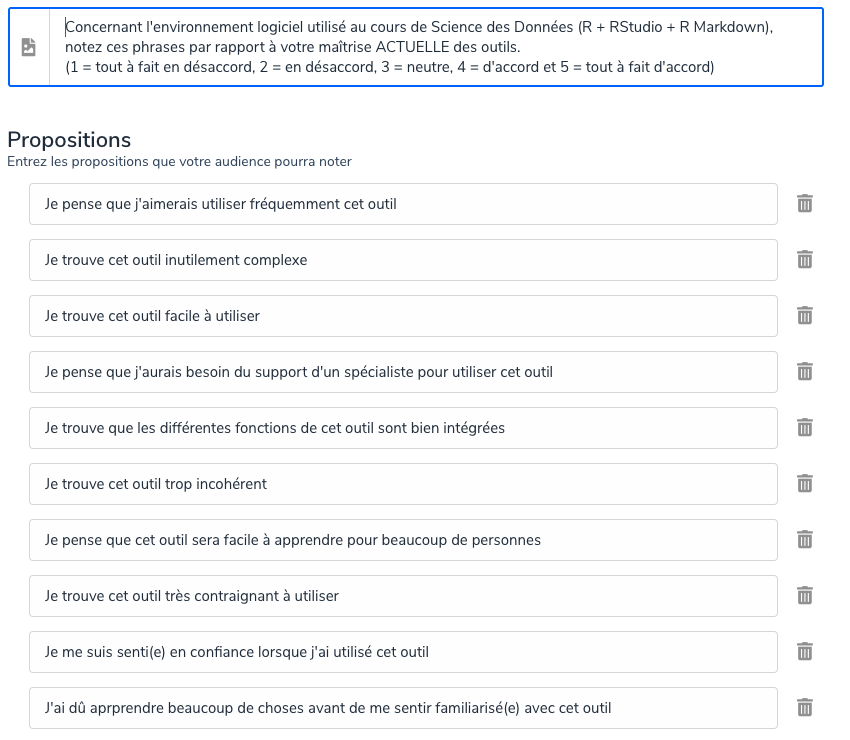 Concernant l'environnement logiciel utilisé au cours de Science des Données (R + RStudio + R Markdown),
notez ces phrases par rapport à votre maîtrise ACTUELLE des outils.
(1 = tout à fait en désaccord, 2 = en désaccord, 3 = neutre, 4 = d'accord et 5 = tout à fait d'accord)
Propositions
Entrez les propositions que votre audience pourra noter
Je pense que j'aimerais utiliser fréquemment cet outil
Je trouve cet outil inutilement complexe
Je trouve cet outil facile à utiliser
Je pense que j'aurais besoin du support d'un spécialiste pour utiliser cet outil
Je trouve que les différentes fonctions de cet outil sont bien intégrées
Je trouve cet outil trop incohérent
Je pense que cet outil sera facile à apprendre pour beaucoup de personnes
Je trouve cet outil très contraignant à utiliser
Je me suis senti(e) en confiance lorsque j'ai utilisé cet outil
J'ai dû aprprendre beaucoup de choses avant de me sentir familiarisé(e) avec cet outil